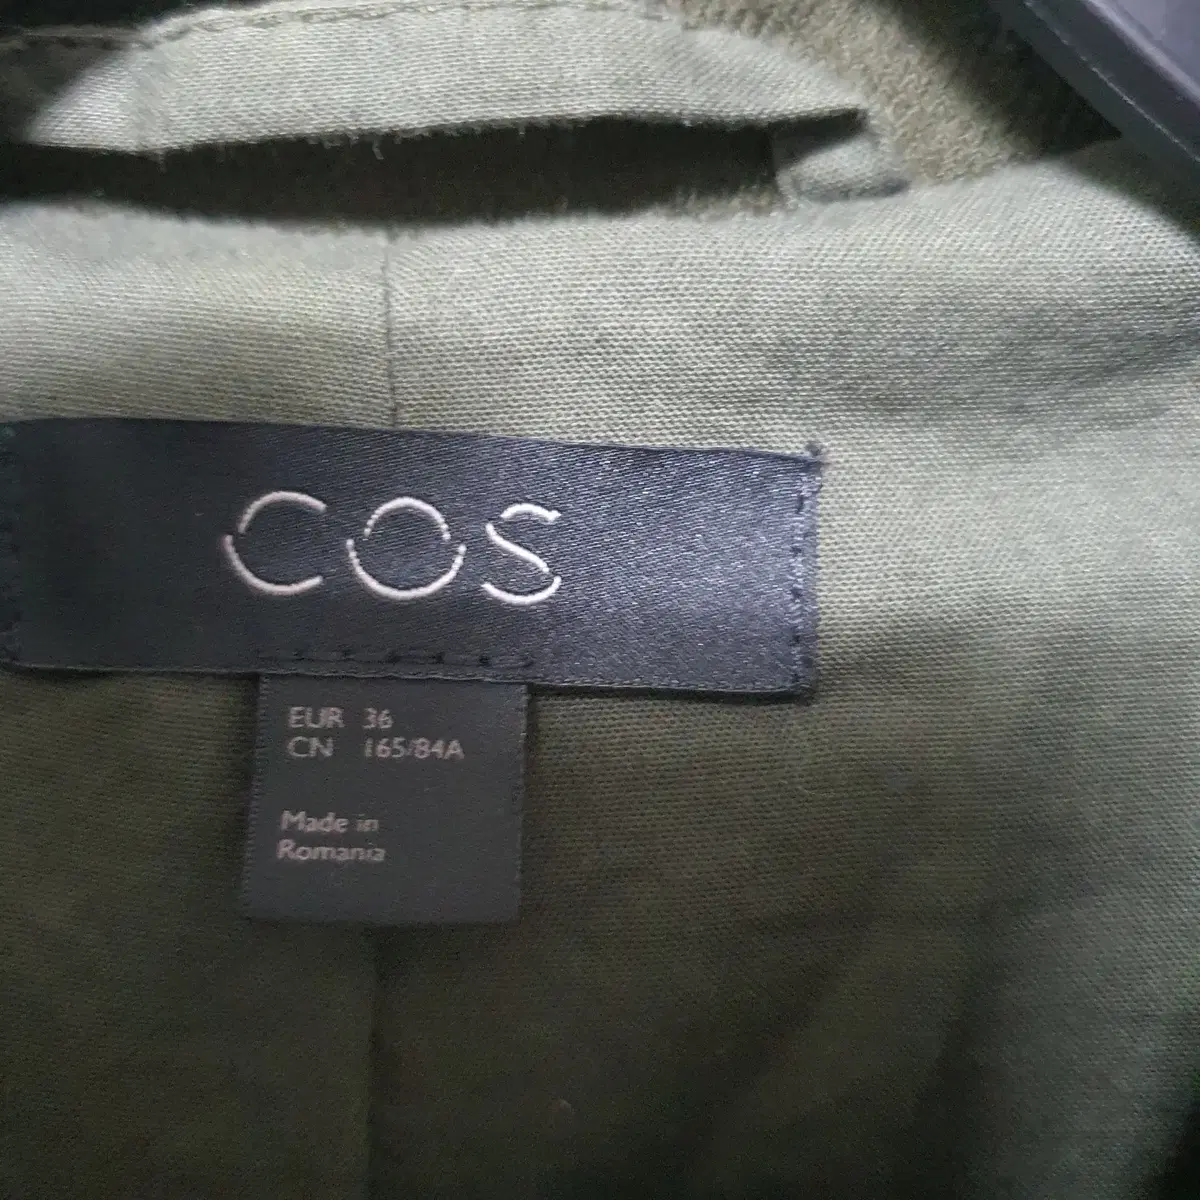 COS
EUR 36
CN 165/84A
Made in
Romania